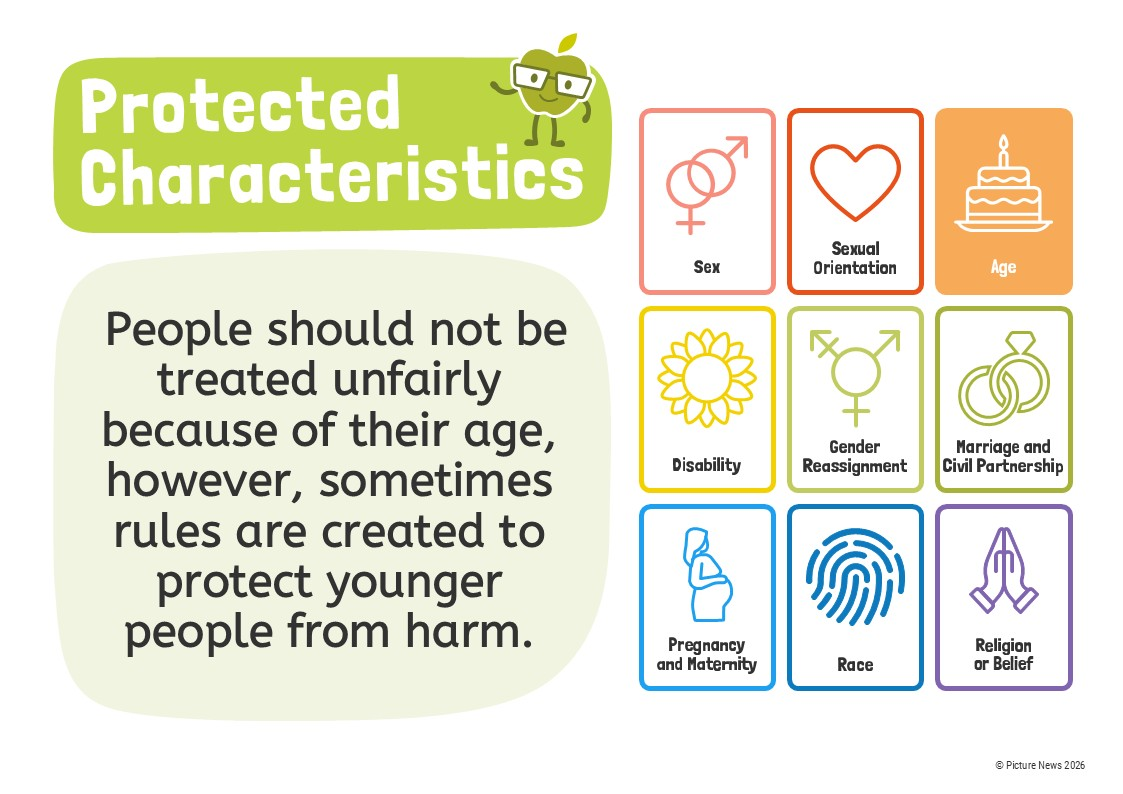 Protected
Characteristics
People should not be
treated unfairly
because of their age,
however, sometimes
rules are created to
protect younger
people from harm.
Sex
Sexual
Orientation
Age
Disability
Gender
Reassignment
Marriage and
Civil Partnership
Pregnancy
and Maternity
Race
Religion
or Belief
© Picture News 2026